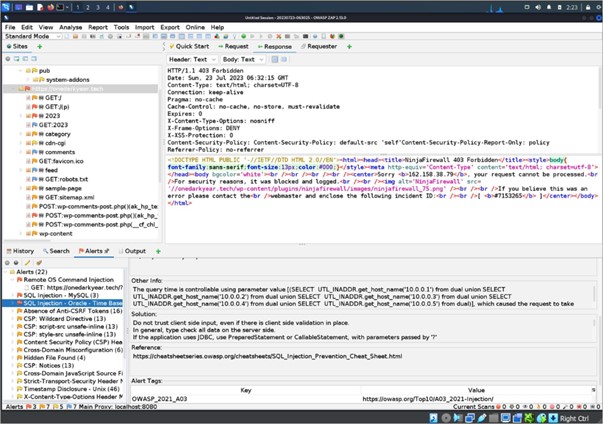 1 2 3 4
2:23
Untitled Session - 20230723-063025 - OWASP ZAP 2.13.0
File Edit View Analyse Report Tools Import Export Online Help
Standard Mode
Sites
Quick Start Request Response Requester
Header: Text Body: Text
pub
system-addons
https://onedarkyear.tech
GET:/
GET:/(p)
2023
GET:2023
category
cdn-cgi
comments
GET:favicon.ico
feed
GET:robots.txt
sample-page
GET:sitemap.xml
POST:wp-comments-post.php()(ek_hp_te
POST:wp-comments-post.php()(ek_hp_
POST:wp-comments-post.php(__cf_chl_
wp-content
HTTP/1.1 403 Forbidden
Date: Sun, 23 Jul 2023 06:32:15 GMT
Content-Type: text/html; charset=UTF-8
Connection: keep-alive
Pragma: no-cache
Cache-Control: no-cache, no-store, must-revalidate
Expires: 0
X-Content-Type-Options: nosniff
X-Frame-Options: DENY
X-XSS-Protection: 0
Content-Security-Policy: Content-Security-Policy: default-src 'self'Content-Security-Policy-Report-Only: policy
Referrer-Policy: no-referrer
<!DOCTYPE HTML PUBLIC '-//IETF//DTD HTML 2.0//EN'><html><head><title>NinjaFirewall 403 Forbidden</title><style>body{
font-family:sans-serif;font-size:13px;color:#000;}</style><meta http-equiv='Content-Type' content='text/html; charset=utf-8'>
</head><body bgcolor='white'><br /><br /><br /><br /><center>Sorry <b>162.158.38.79</b>, your request cannot be processed.<br
/>For security reasons, it was blocked and logged.<br /><br /><img alt='NinjaFirewall' src=
'//onedarkyear.tech/wp-content/plugins/ninjafirewall/images/ninjafirewall_75.png' /><br /><br />If you believe this was an
error please contact the<br />webmaster and enclose the following incident ID:<br /><br />[ <b>#7153265</b> ]</center></body>
</html>
History Search Alerts Output
Alerts (22)
Remote OS Command Injection
GET: https://onedarkyear.tech/?
SQL Injection - MySQL (3)
SQL Injection - Oracle - Time Base
Absence of Anti-CSRF Tokens (16)
CSP: Wildcard Directive (13)
CSP: script-src unsafe-inline (13)
CSP: style-src unsafe-inline (13)
Content Security Policy (CSP) Hea
Cross-Domain Misconfiguration (6)
Hidden File Found (4)
CSP: Notices (13)
Cross-Domain JavaScript Source F
Strict-Transport-Security Header N
Timestamp Disclosure - Unix (46)
X-Content-Type-Options Header M
Other Info:
The query time is controllable using parameter value [(SELECT UTL_INADDR.get_host_name('10.0.0.1') from dual union SELECT
UTL_INADDR.get_host_name('10.0.0.2') from dual union SELECT UTL_INADDR.get_host_name('10.0.0.3') from dual union SELECT
UTL_INADDR.get_host_name('10.0.0.4') from dual union SELECT UTL_INADDR.get_host_name('10.0.0.5') from dual)], which caused the request to take
Solution:
Do not trust client side input, even if there is client side validation in place.
In general, type check all data on the server side.
If the application uses JDBC, use PreparedStatement or CallableStatement, with parameters passed by '?'
Reference:
https://cheatsheetseries.owasp.org/cheatsheets/SQL_Injection_Prevention_Cheat_Sheet.html
Alert Tags:
Key Value
OWASP_2021_A03 https://owasp.org/Top10/A03_2021-Injection/
Alerts 3 7 5 7 Main Proxy: localhost:8080
Current Scans 0 0 0 0 0 0 0
Right Ctrl